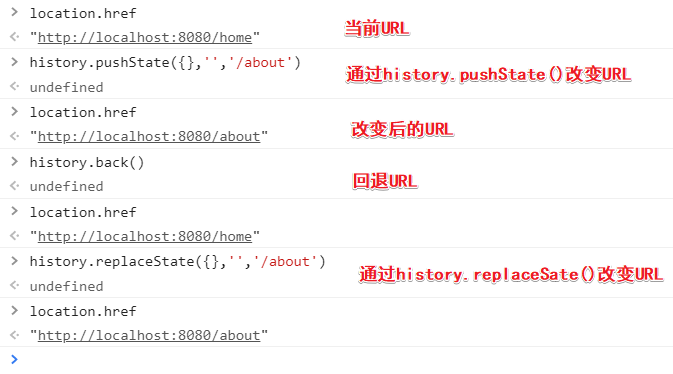 location.href
"http://localhost:8080/home"
当前URL
history.pushState({},'','/about')
通过history.pushState()改变URL
undefined
location.href
"http://localhost:8080/about"
改变后的URL
history.back()
undefined
回退URL
location.href
"http://localhost:8080/home"
history.replaceState({},'','/about')
通过history.replaceSate()改变URL
undefined
location.href
"http://localhost:8080/about"